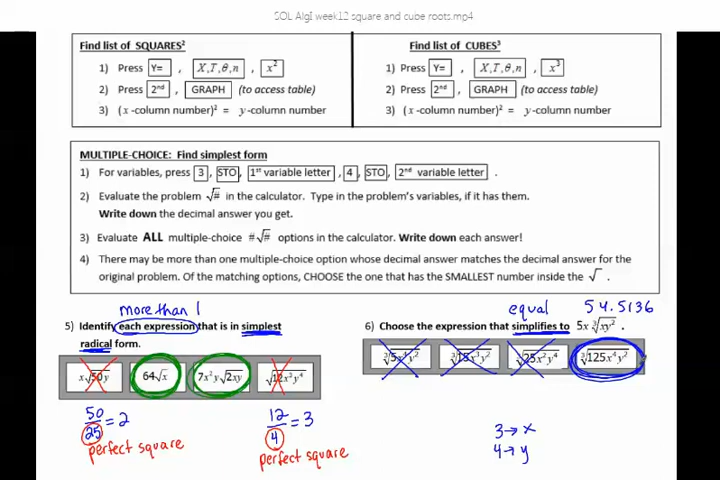 SOL AlgI week12 square and cube roots.mp4
Find list of SQUARES²
1) Press Y= , X,T,θ,n , x²
2) Press 2nd , GRAPH (to access table)
3) (x-column number)² = y-column number
Find list of CUBES³
1) Press Y= , X,T,θ,n , x³
2) Press 2nd , GRAPH (to access table)
3) (x-column number)² = y-column number
MULTIPLE-CHOICE: Find simplest form
1) For variables, press 3 , STO , 1st variable letter , 4 , STO , 2nd variable letter .
2) Evaluate the problem √# in the calculator. Type in the problem's variables, if it has them.
Write down the decimal answer you get.
3) Evaluate ALL multiple-choice #√# options in the calculator. Write down each answer!
4) There may be more than one multiple-choice option whose decimal answer matches the decimal answer for the
original problem. Of the matching options, CHOOSE the one that has the SMALLEST number inside the √ .
more than 1
5) Identify each expression that is in simplest
radical form.
x√50y 64√x 7x²y√2xy √12x³y⁴
50/25 = 2
perfect square
12/4 = 3
perfect square
equal 54.5136
6) Choose the expression that simplifies to 5x ∛xy² .
∛125x⁴y²
3→x
4→y